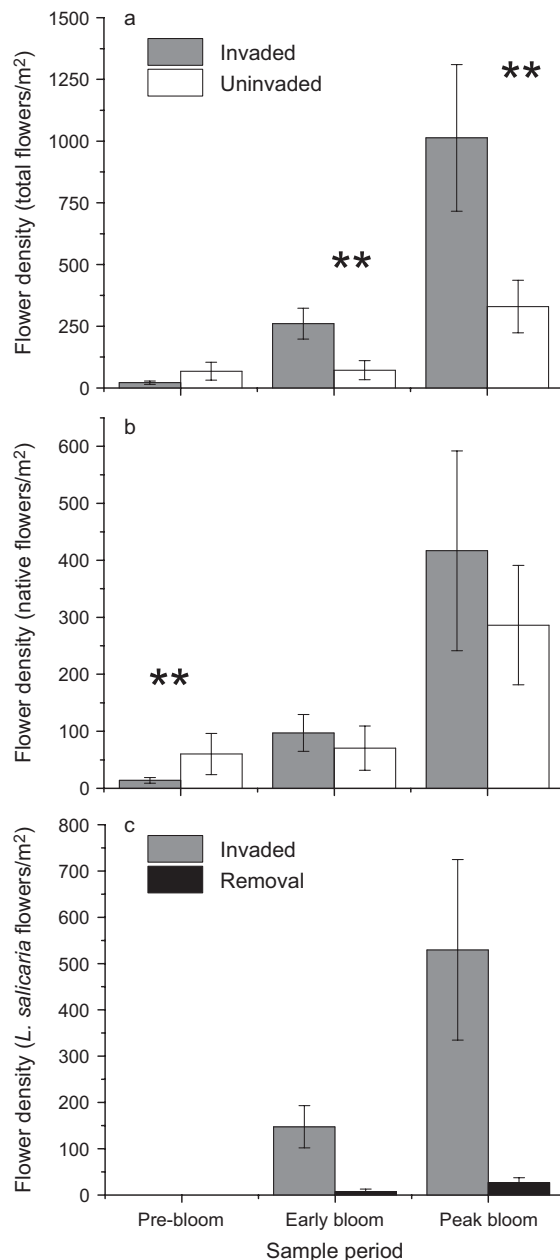 a
Invaded
Uninvaded
**
**
1500
1250
1000
750
500
250
0
Flower density (total flowers/m²)
b
**
600
500
400
300
200
100
0
Flower density (native flowers/m²)
c
Invaded
Removal
800
700
600
500
400
300
200
100
0
Flower density (L. salicaria flowers/m²)
Pre-bloom Early bloom Peak bloom
Sample period